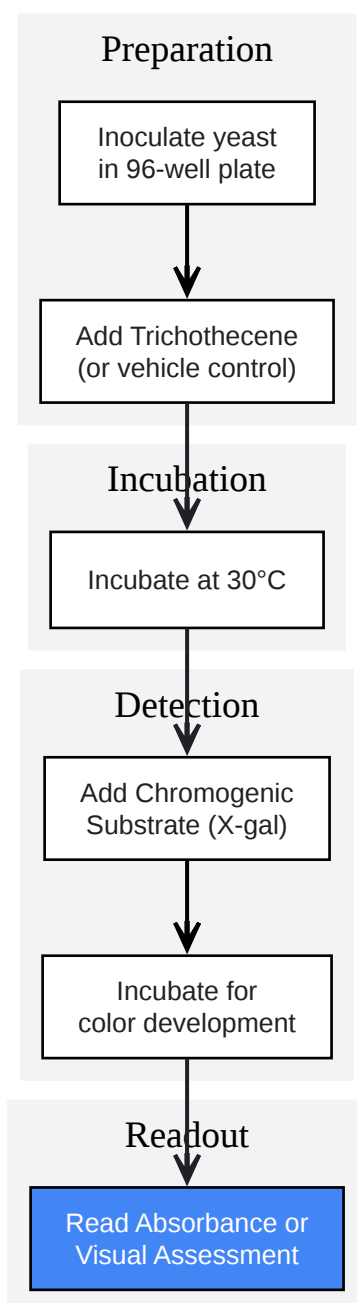 Preparation
Inoculate yeast
in 96-well plate
Add Trichothecene
(or vehicle control)
Incubation
Incubate at 30°C
Detection
Add Chromogenic
Substrate (X-gal)
Incubate for
color development
Readout
Read Absorbance or
Visual Assessment